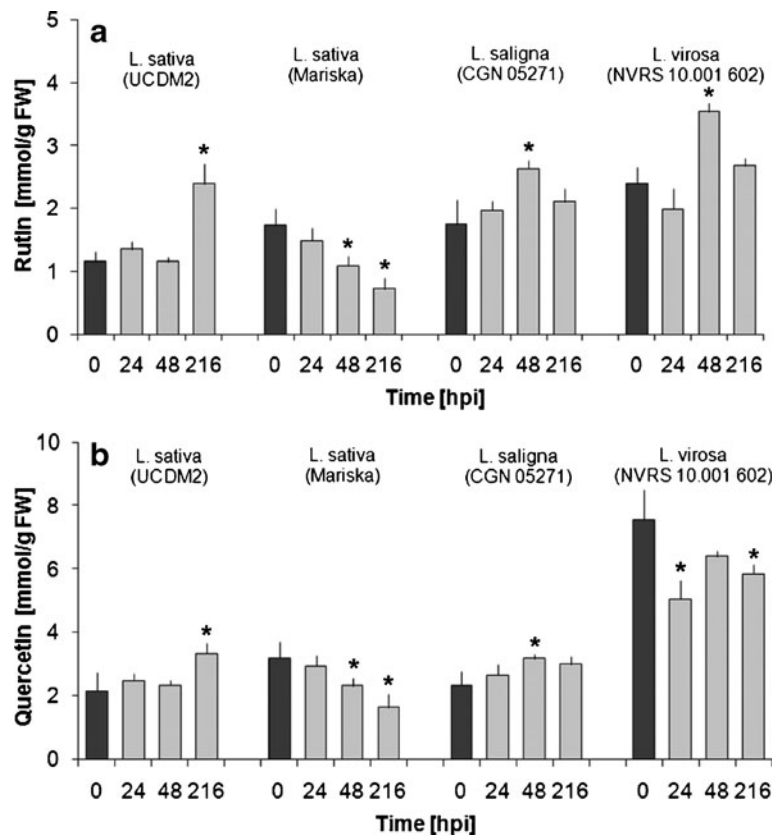 a
L. sativa
(UCDM2)
L. sativa
(Mariska)
L. saligna
(CGN 05271)
L. virosa
(NVRS 10.001 602)
Rutin [mmol/g FW]
5
4
3
2
1
0
* * * * *
0 24 48 216 0 24 48 216 0 24 48 216 0 24 48 216
Time [hpi]
b
L. sativa
(UCDM2)
L. sativa
(Mariska)
L. saligna
(CGN 05271)
L. virosa
(NVRS 10.001 602)
Quercetin [mmol/g FW]
10
8
6
4
2
0
* * * * * *
0 24 48 216 0 24 48 216 0 24 48 216 0 24 48 216
Time [hpi]